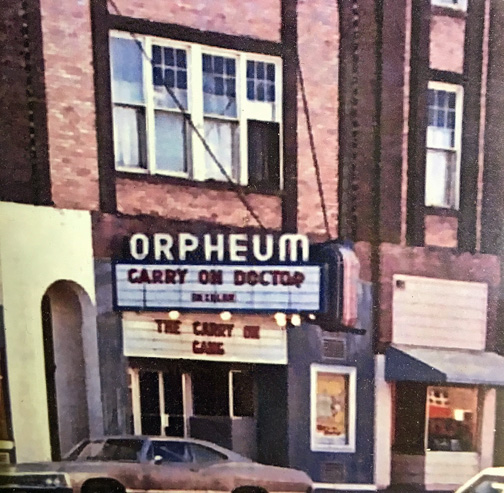 ORPHEUM
CARRY ON DOCTOR
IN COLOR
THE CARRY ON
GANG